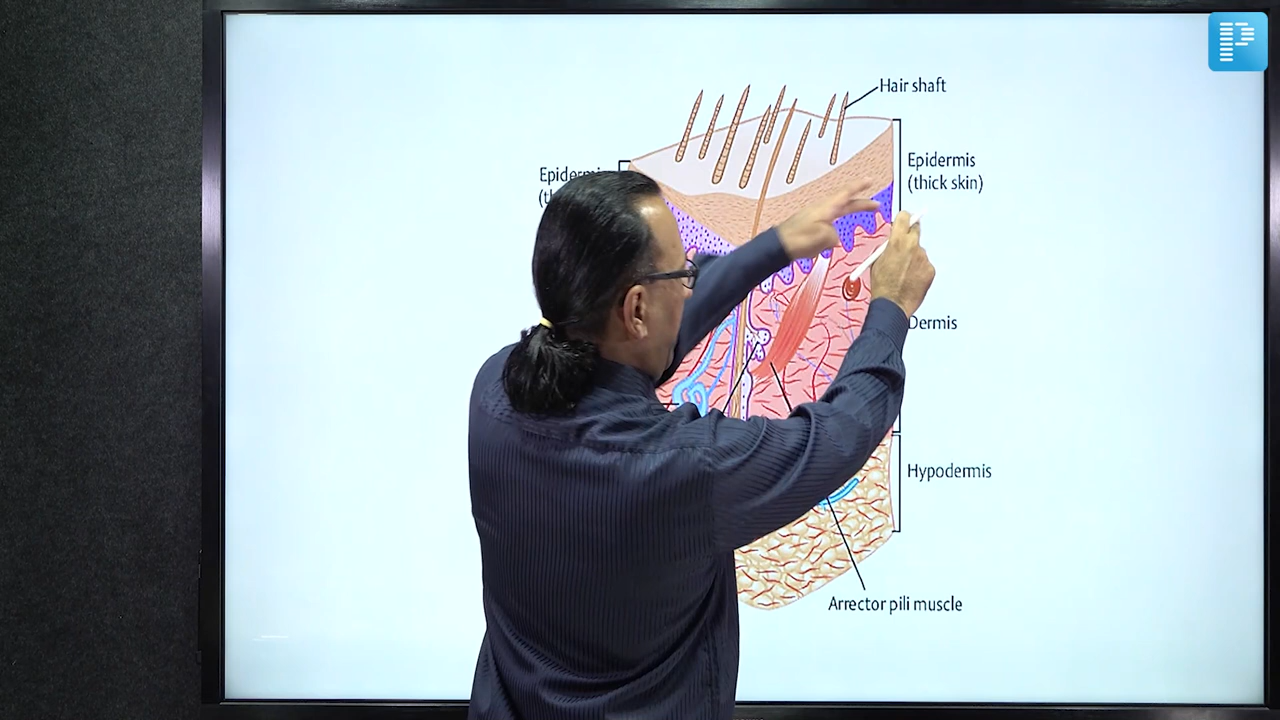 Hair shaft
Epidermis
(thick skin)
Dermis
Hypodermis
Arrector pili muscle